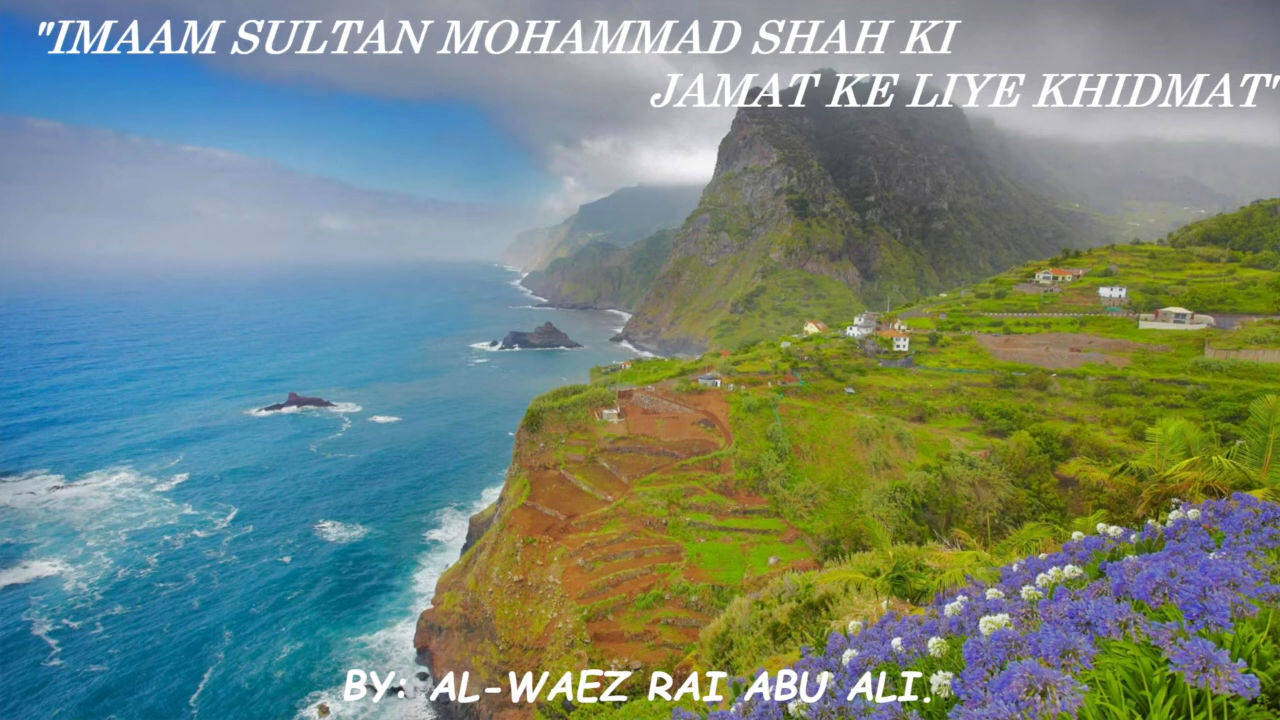 "IMAAM SULTAN MOHAMMAD SHAH KI
JAMAT KE LIYE KHIDMAT"
BY: AL-WAEZ RAI ABU ALI.